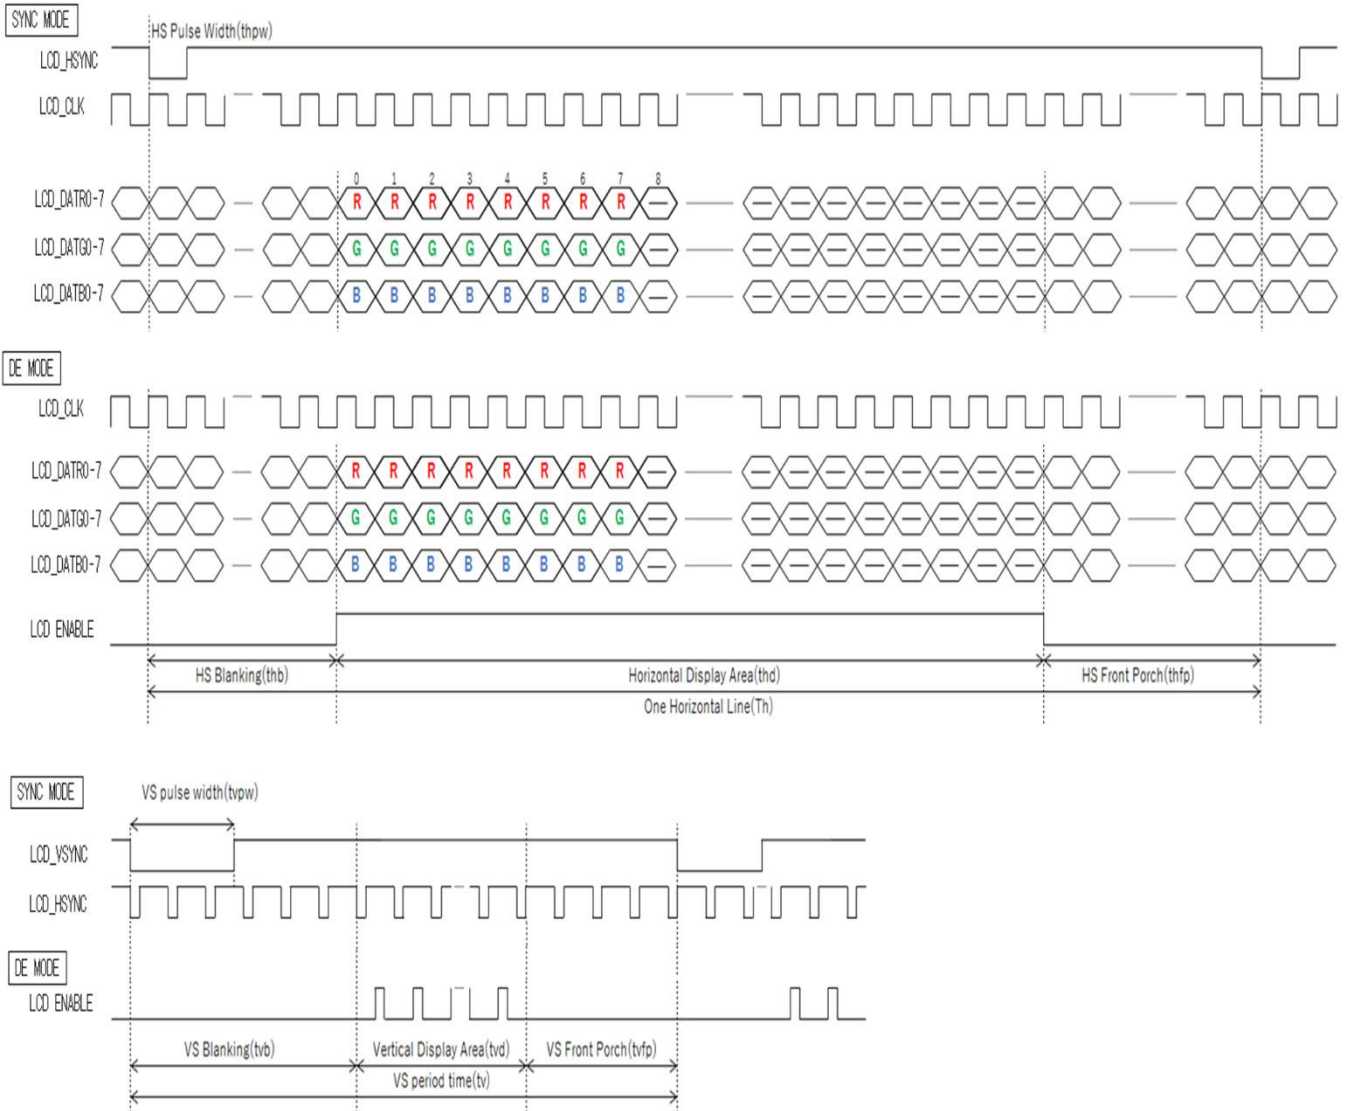 SYNC MODE
HS Pulse Width(thpw)
LCD_HSYNC
LCD_CLK
0 1 2 3 4 5 6 7 8
LCD_DATR0-7 R R R R R R R R
LCD_DATG0-7 G G G G G G G G
LCD_DATB0-7 B B B B B B B B
DE MODE
LCD_CLK
LCD_DATR0-7 R R R R R R R R
LCD_DATG0-7 G G G G G G G G
LCD_DATB0-7 B B B B B B B B
LCD ENABLE
HS Blanking(thb) Horizontal Display Area(thd) HS Front Porch(thfp)
One Horizontal Line(Th)
SYNC MODE
VS pulse width(tvpw)
LCD_VSYNC
LCD_HSYNC
DE MODE
LCD ENABLE
VS Blanking(tvb) Vertical Display Area(tvd) VS Front Porch(tvfp)
VS period time(tv)